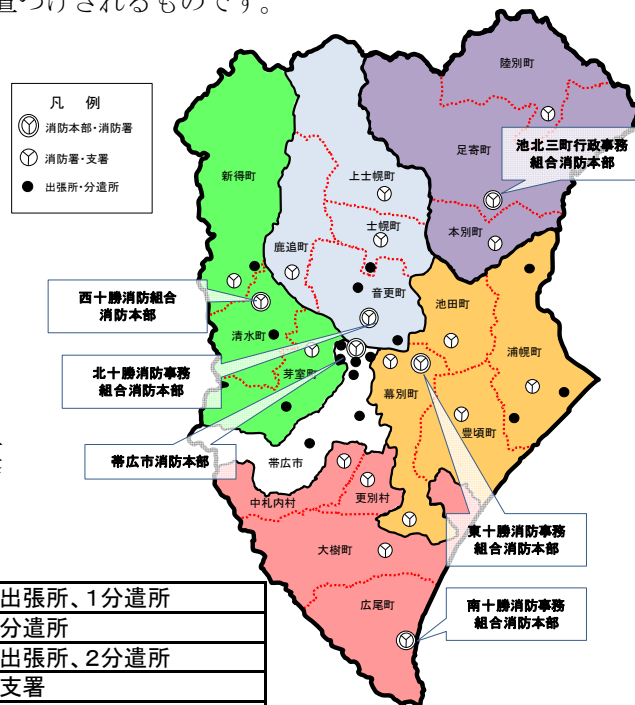 置づけされるものです。
凡　例
消防本部・消防署
消防署・支署
出張所・分遣所
陸別町
足寄町
池北三町行政事務
組合消防本部
本別町
新得町
上士幌町
士幌町
鹿追町
音更町
西十勝消防組合
消防本部
清水町
池田町
浦幌町
北十勝消防事務
組合消防本部
芽室町
幕別町
豊頃町
帯広市消防本部
帯広市
中札内村
更別村
東十勝消防事務
組合消防本部
大樹町
広尾町
南十勝消防事務
組合消防本部
出張所、1分遣所
分遣所
出張所、2分遣所
支署